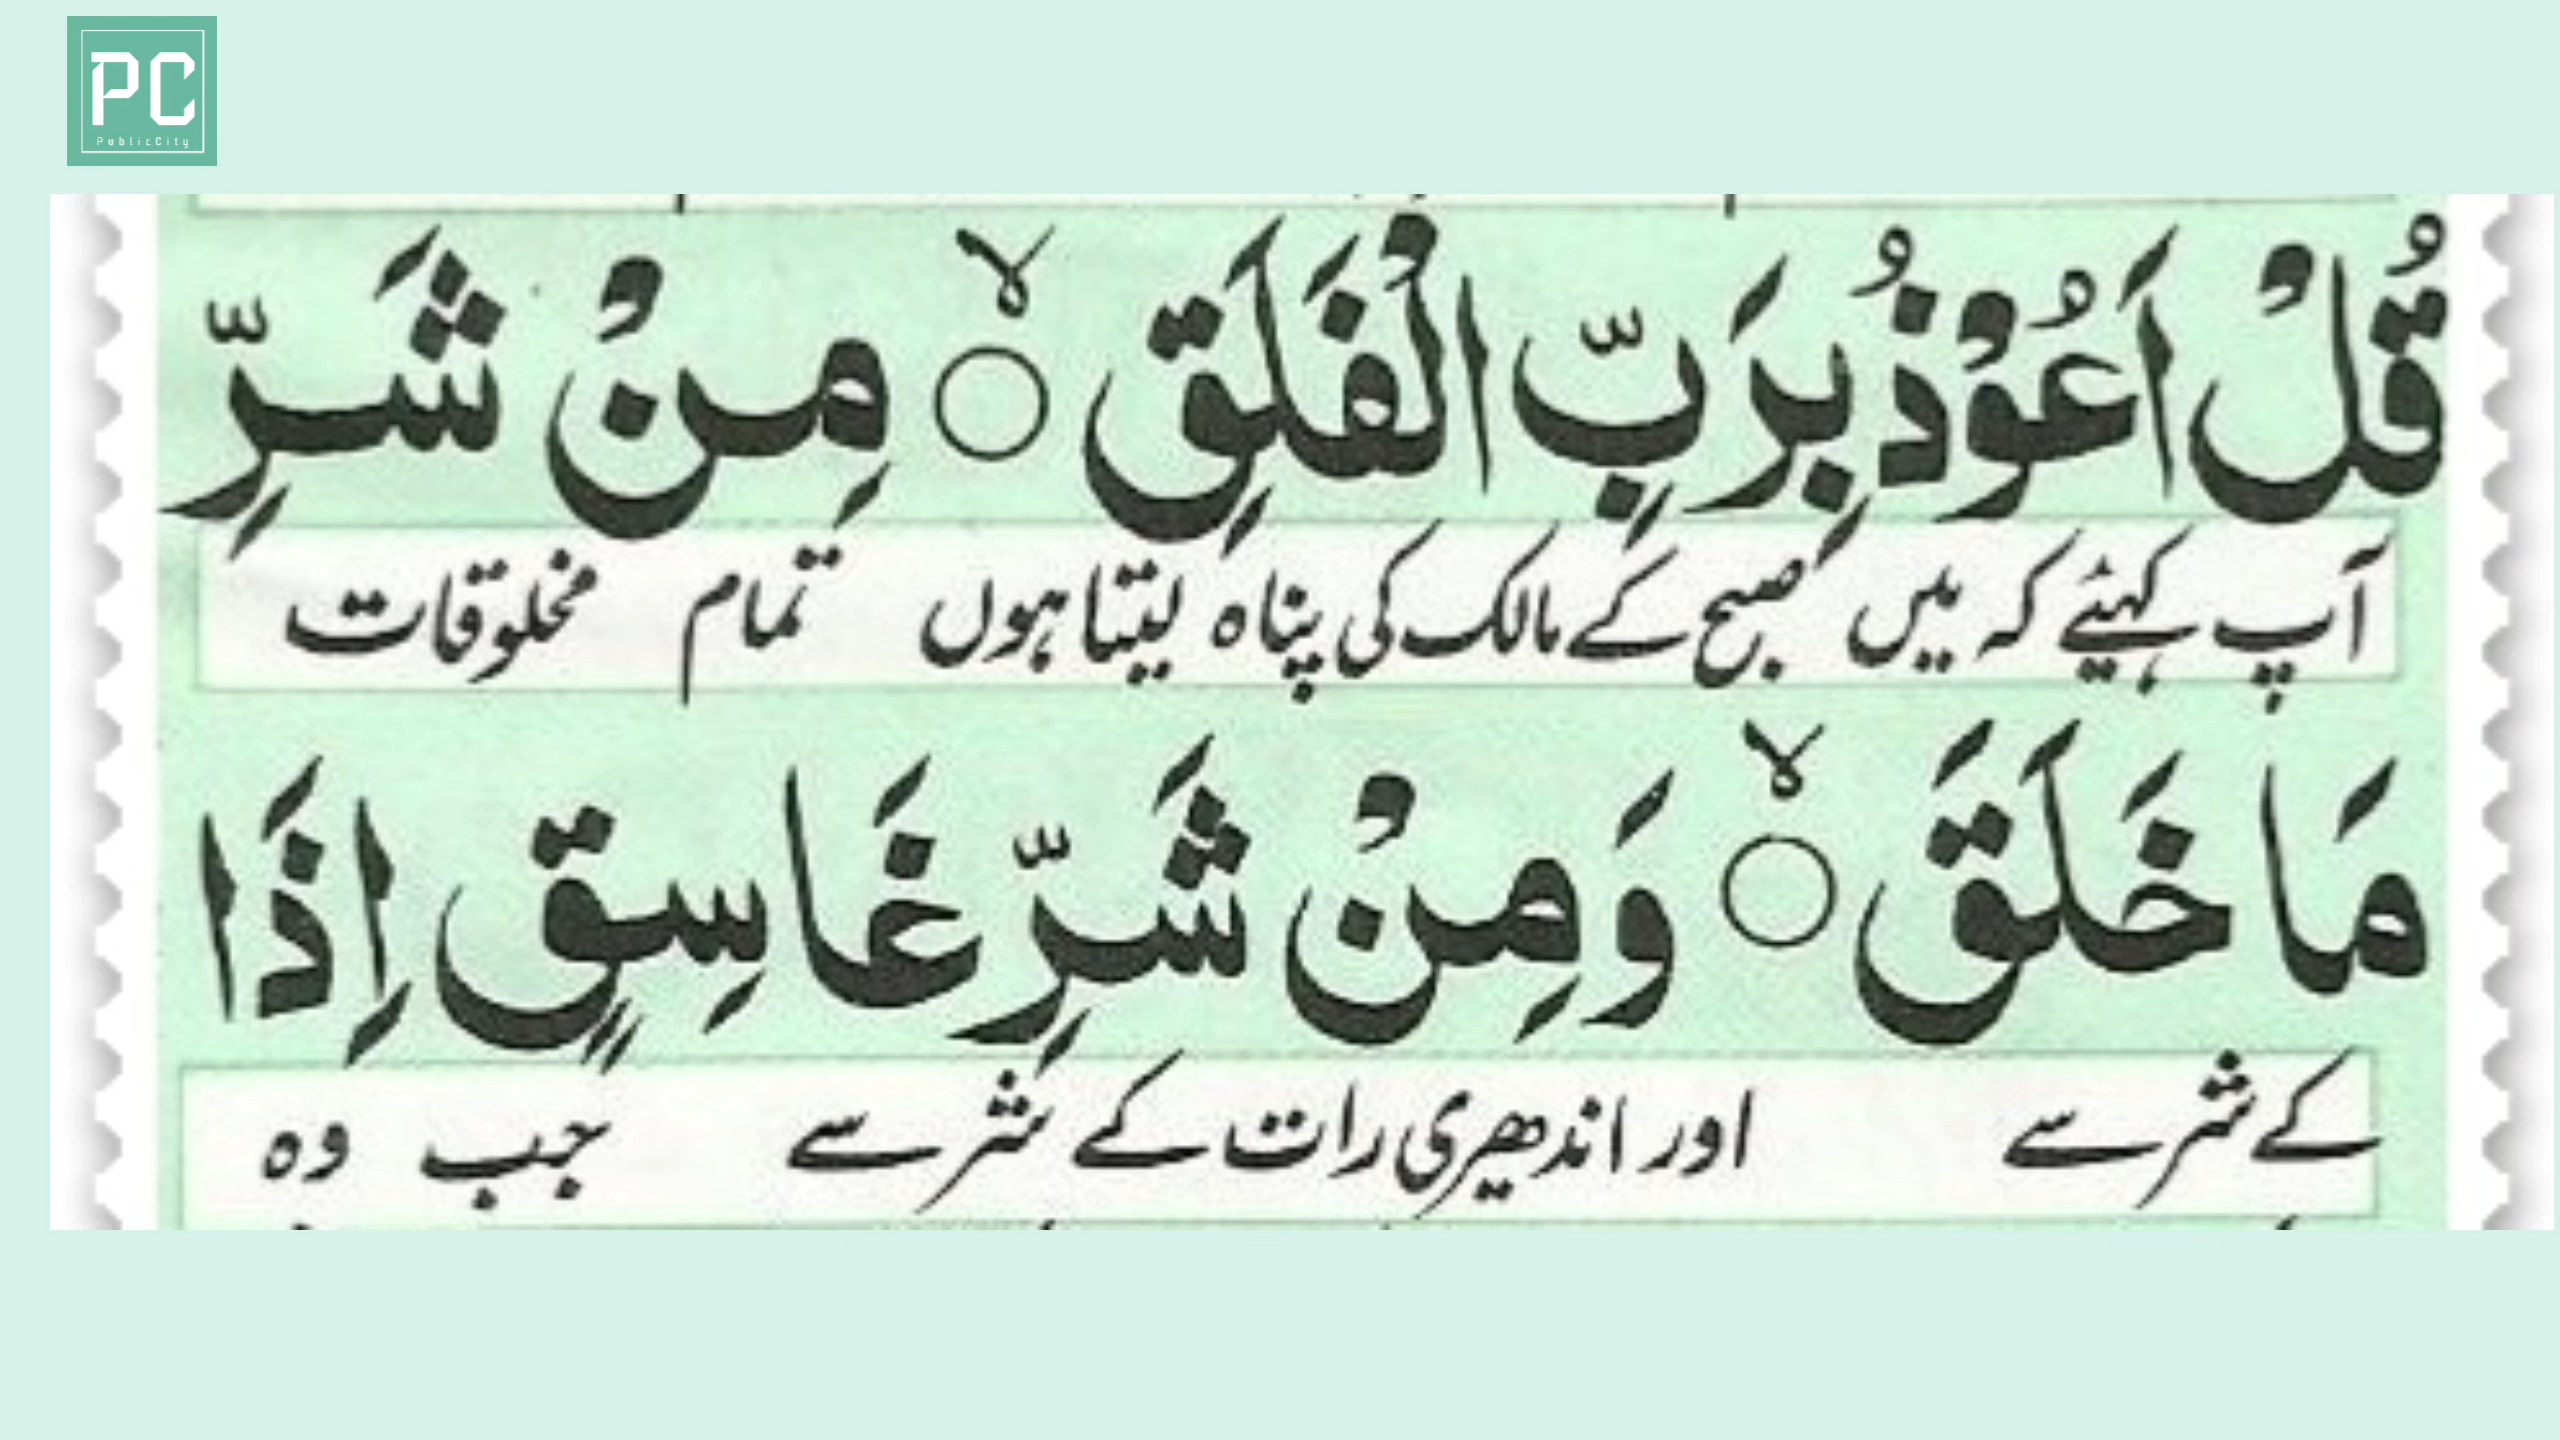 PC
PublicCity
قُلْ اَعُوْذُ بِرَبِّ الْفَلَقِ ۙ○ مِنْ شَرِّ
آپ کہئے کہ میں صبح کے مالک کی پناہ لیتا ہوں تمام مخلوقات
مَا خَلَقَ ۙ○ وَمِنْ شَرِّ غَاسِقٍ اِذَا
کے شر سے اور اندھیری رات کے شر سے جب وہ